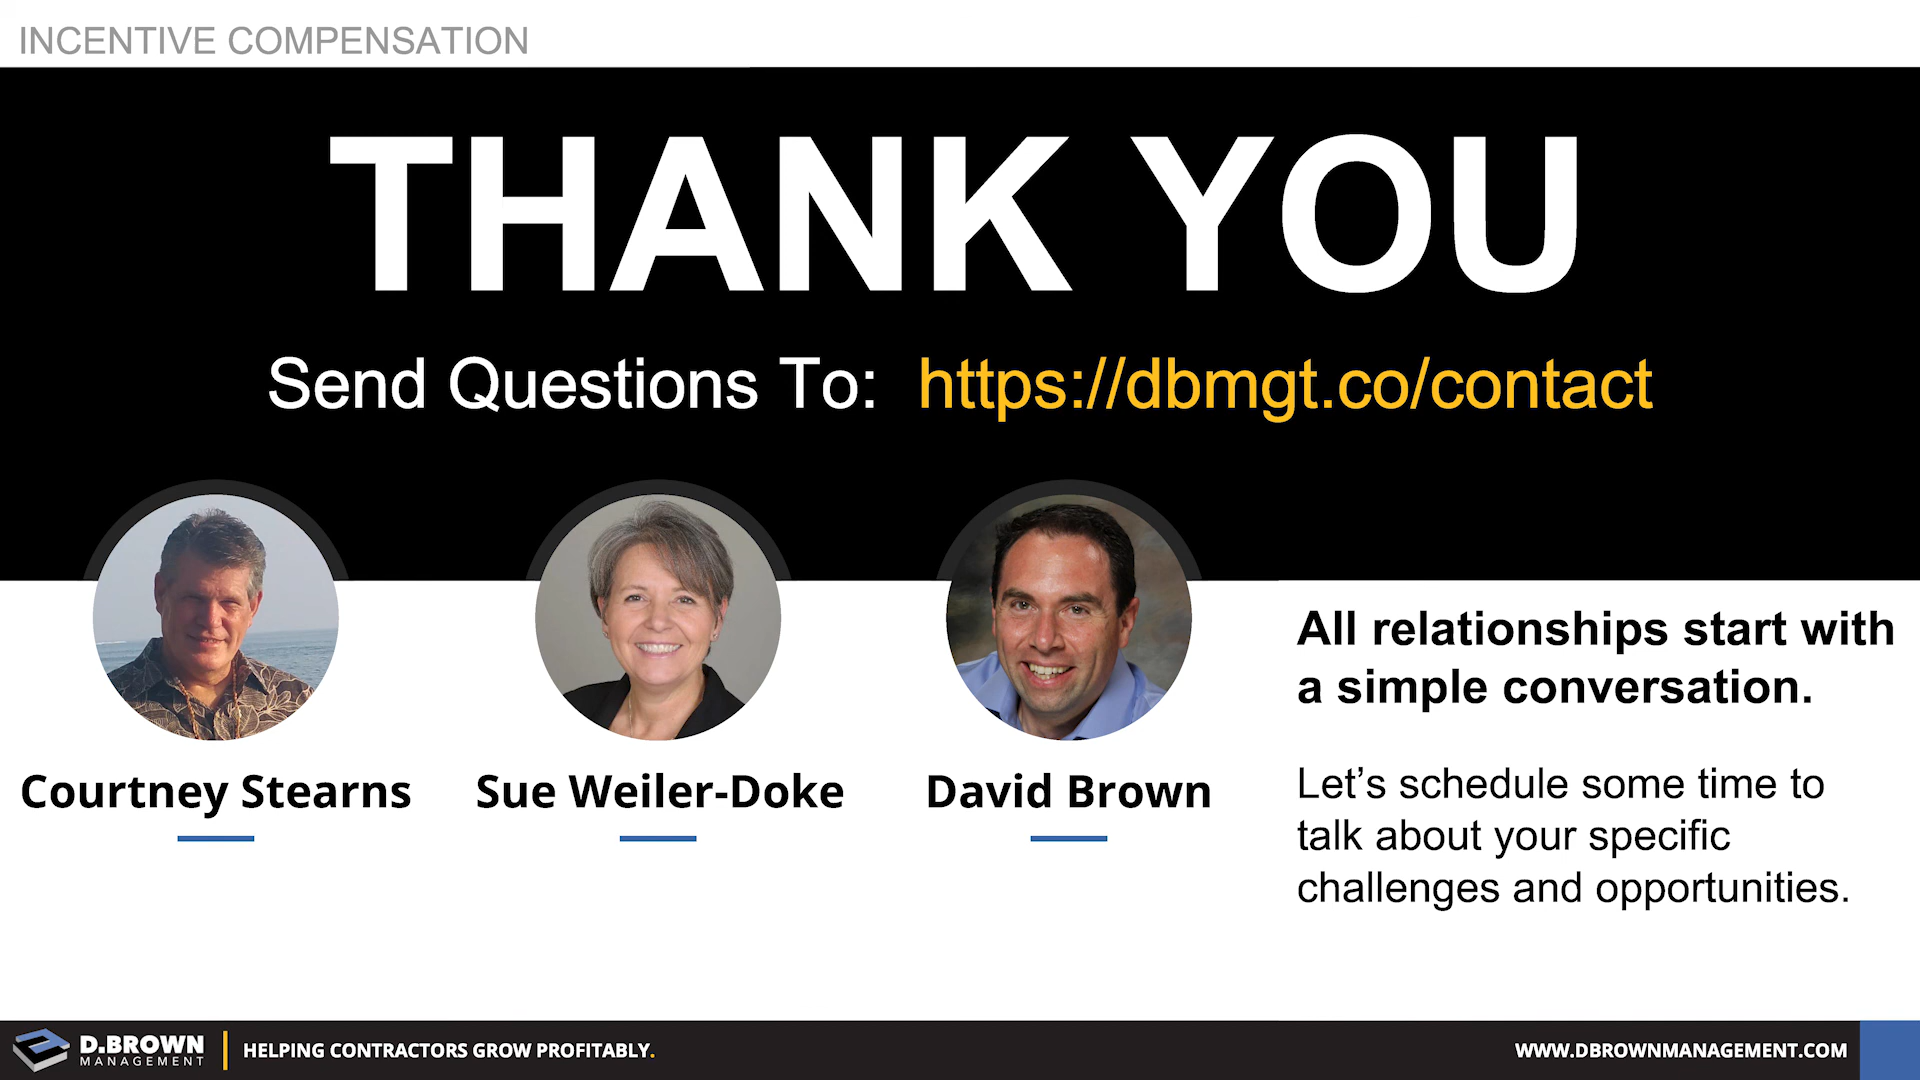 INCENTIVE COMPENSATION
THANK YOU
Send Questions To: https://dbmgt.co/contact
Courtney Stearns
Sue Weiler-Doke
David Brown
All relationships start with
a simple conversation.
Let’s schedule some time to
talk about your specific
challenges and opportunities.
D.BROWN
MANAGEMENT
HELPING CONTRACTORS GROW PROFITABLY.
WWW.DBROWNMANAGEMENT.COM